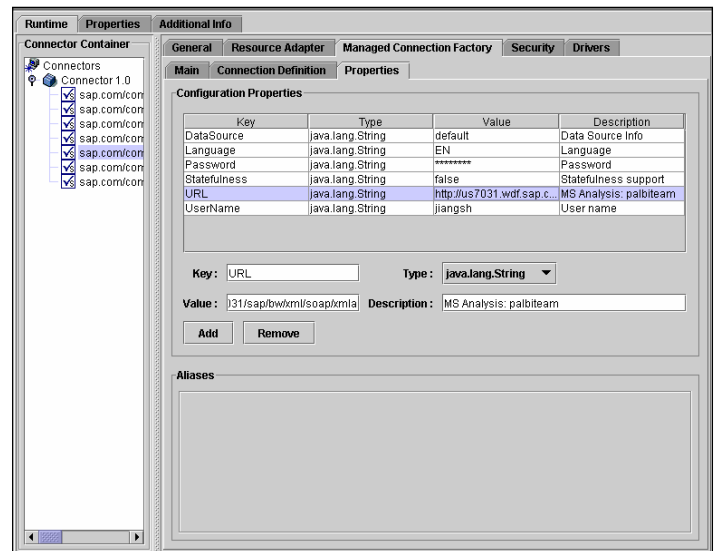 Runtime Properties Additional Info
Connector Container
Connectors
Connector 1.0
sap.com/com
sap.com/com
sap.com/com
sap.com/com
sap.com/com
sap.com/com
sap.com/com
General Resource Adapter Managed Connection Factory Security Drivers
Main Connection Definition Properties
Configuration Properties
Key Type Value Description
DataSource java.lang.String default Data Source Info
Language java.lang.String EN Language
Password java.lang.String ******** Password
Statefulness java.lang.String false Statefulness support
URL java.lang.String http://us7031.wdf.sap.c... MS Analysis: palbiteam
UserName java.lang.String jiangsh User name
Key: URL Type: java.lang.String
Value: )31/sap/bw/xml/soap/xmla Description: MS Analysis: palbiteam
Add Remove
Aliases